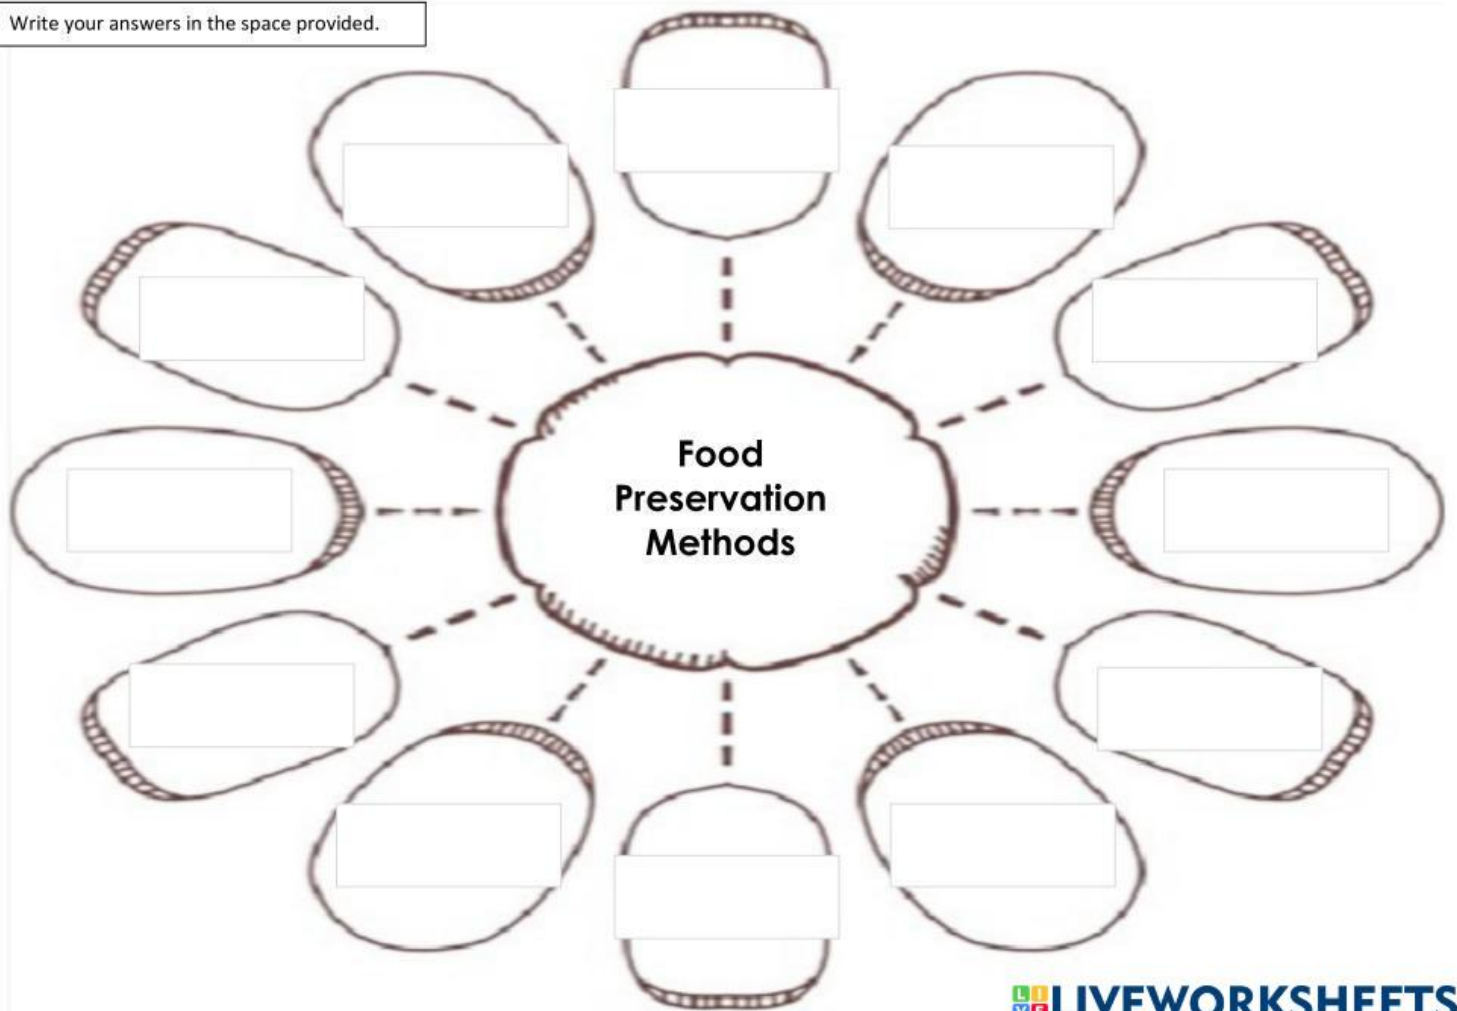 Write your answers in the space provided.
Food
Preservation
Methods
LIVEWORKSHEETS